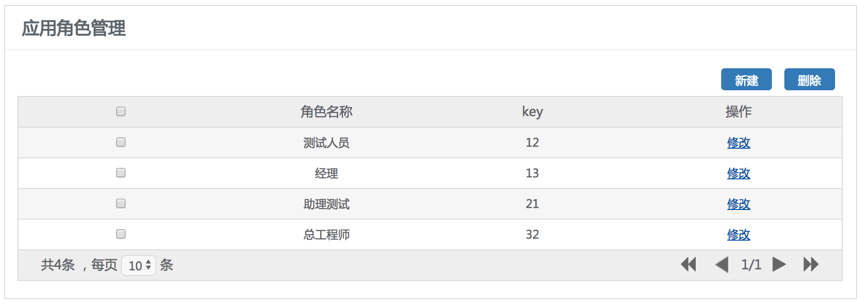 应用角色管理
新建 删除
角色名称 key 操作
测试人员 12 修改
经理 13 修改
助理测试 21 修改
总工程师 32 修改
共4条 ，每页 10 条 1/1